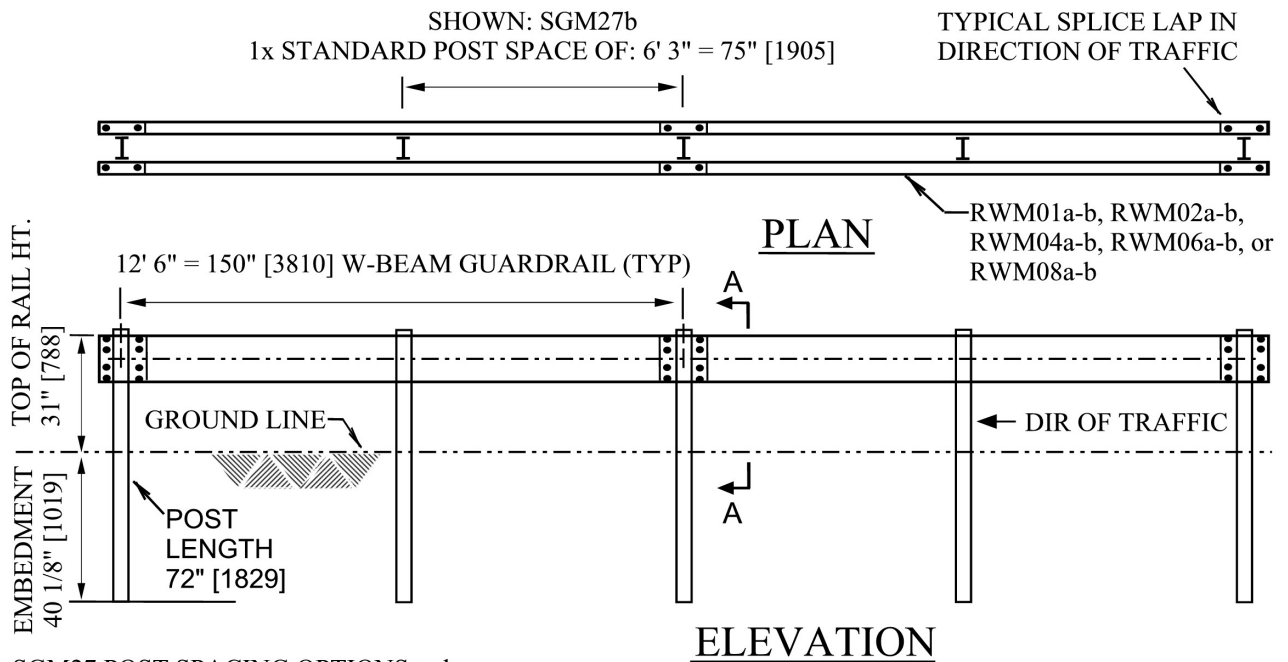 SHOWN: SGM27b
1x STANDARD POST SPACE OF: 6' 3" = 75" [1905]
TYPICAL SPLICE LAP IN
DIRECTION OF TRAFFIC
PLAN
RWM01a-b, RWM02a-b,
RWM04a-b, RWM06a-b, or
RWM08a-b
12' 6" = 150" [3810] W-BEAM GUARDRAIL (TYP)
A
TOP OF RAIL HT.
31" [788]
GROUND LINE
DIR OF TRAFFIC
A
EMBEDMENT
40 1/8" [1019]
POST
LENGTH
72" [1829]
ELEVATION